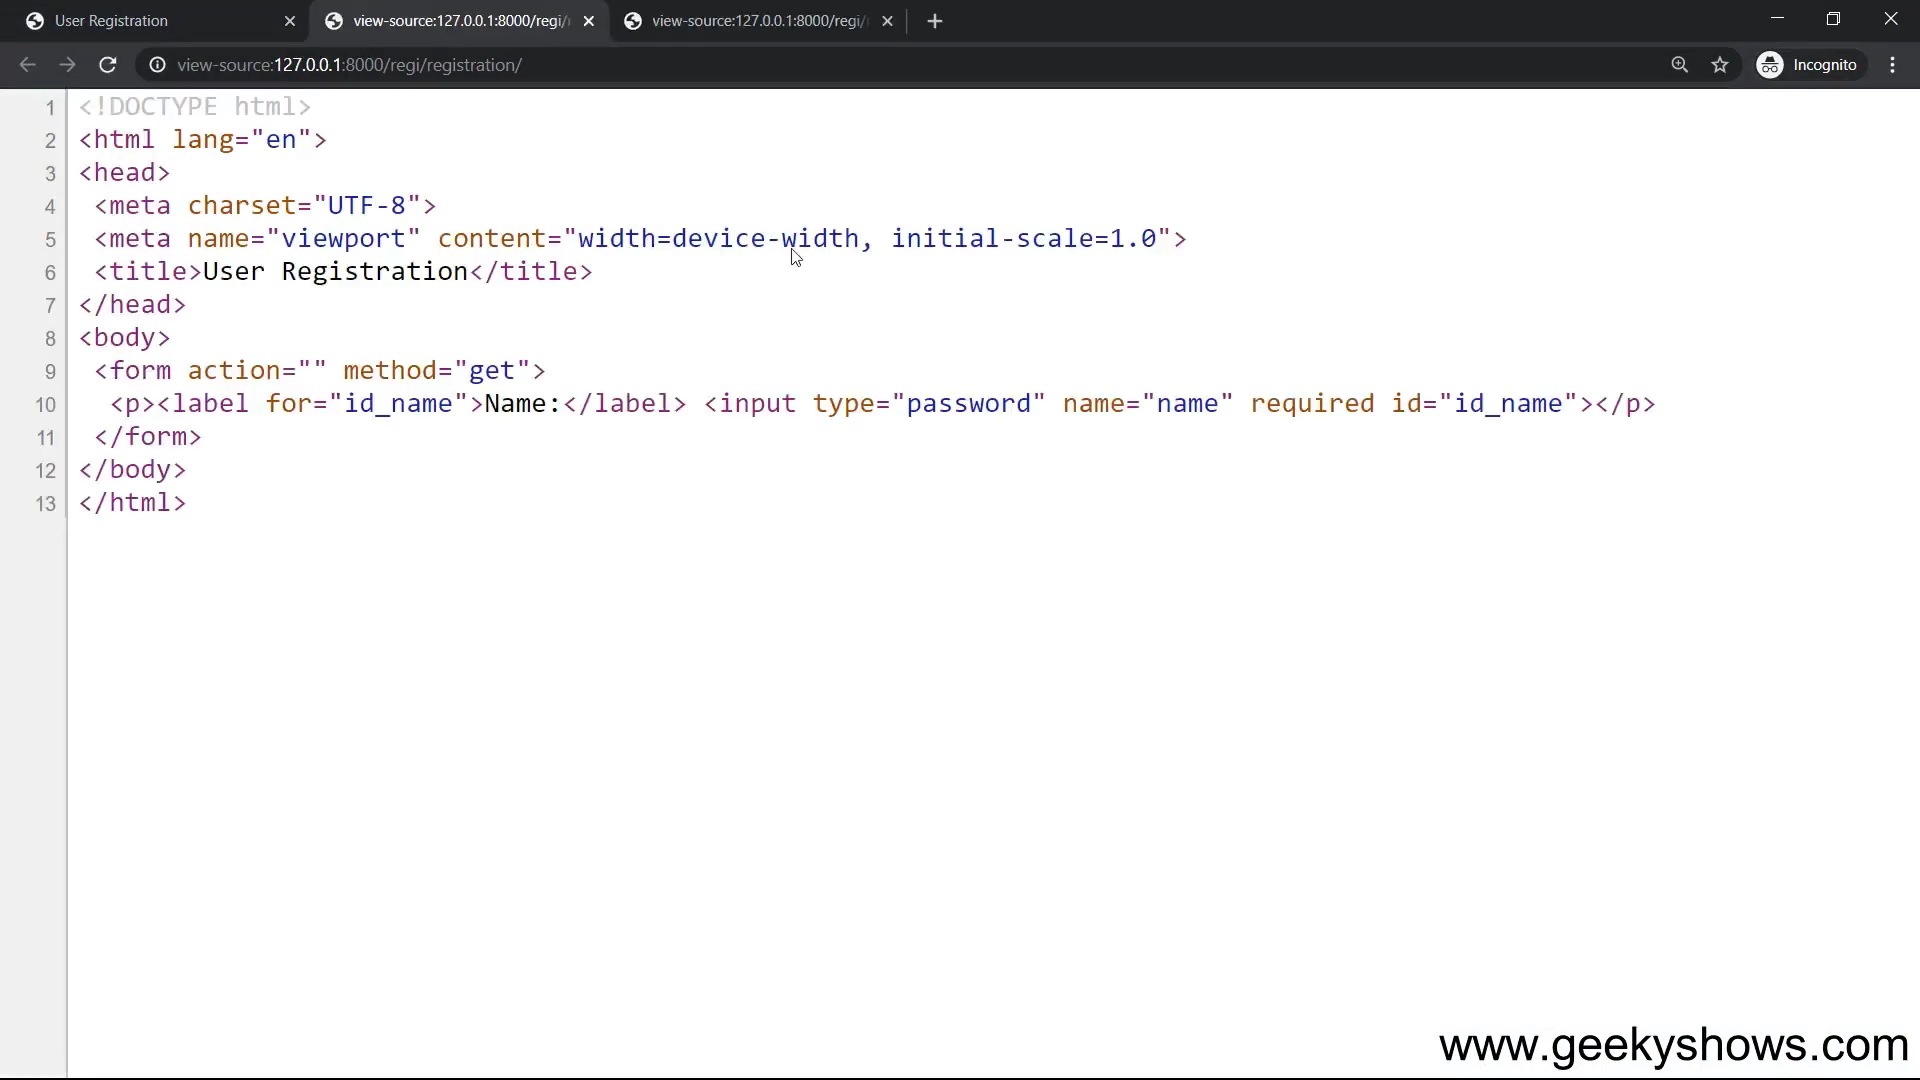 User Registration
view-source:127.0.0.1:8000/regi/
view-source:127.0.0.1:8000/regi/
view-source:127.0.0.1:8000/regi/registration/
Incognito
1 <!DOCTYPE html>
2 <html lang="en">
3 <head>
4 <meta charset="UTF-8">
5 <meta name="viewport" content="width=device-width, initial-scale=1.0">
6 <title>User Registration</title>
7 </head>
8 <body>
9 <form action="" method="get">
10 <p><label for="id_name">Name:</label> <input type="password" name="name" required id="id_name"></p>
11 </form>
12 </body>
13 </html>
www.geekyshows.com